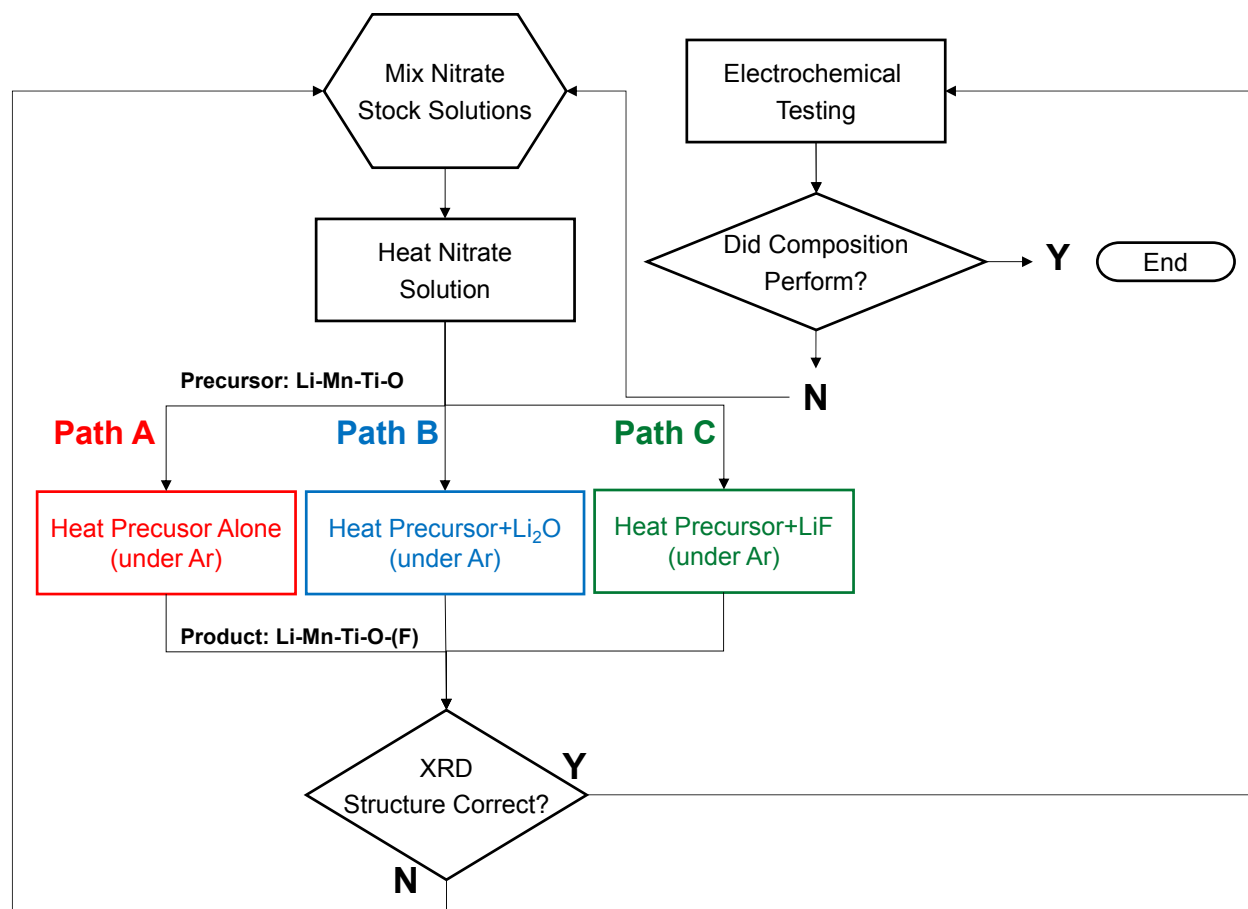 Mix Nitrate
Stock Solutions
Heat Nitrate
Solution
Precursor: Li-Mn-Ti-O
Path A
Path B
Path C
Heat Precusor Alone
(under Ar)
Heat Precursor+Li₂O
(under Ar)
Heat Precursor+LiF
(under Ar)
Product: Li-Mn-Ti-O-(F)
XRD
Structure Correct?
Y
N
Electrochemical
Testing
Did Composition
Perform?
Y
End
N